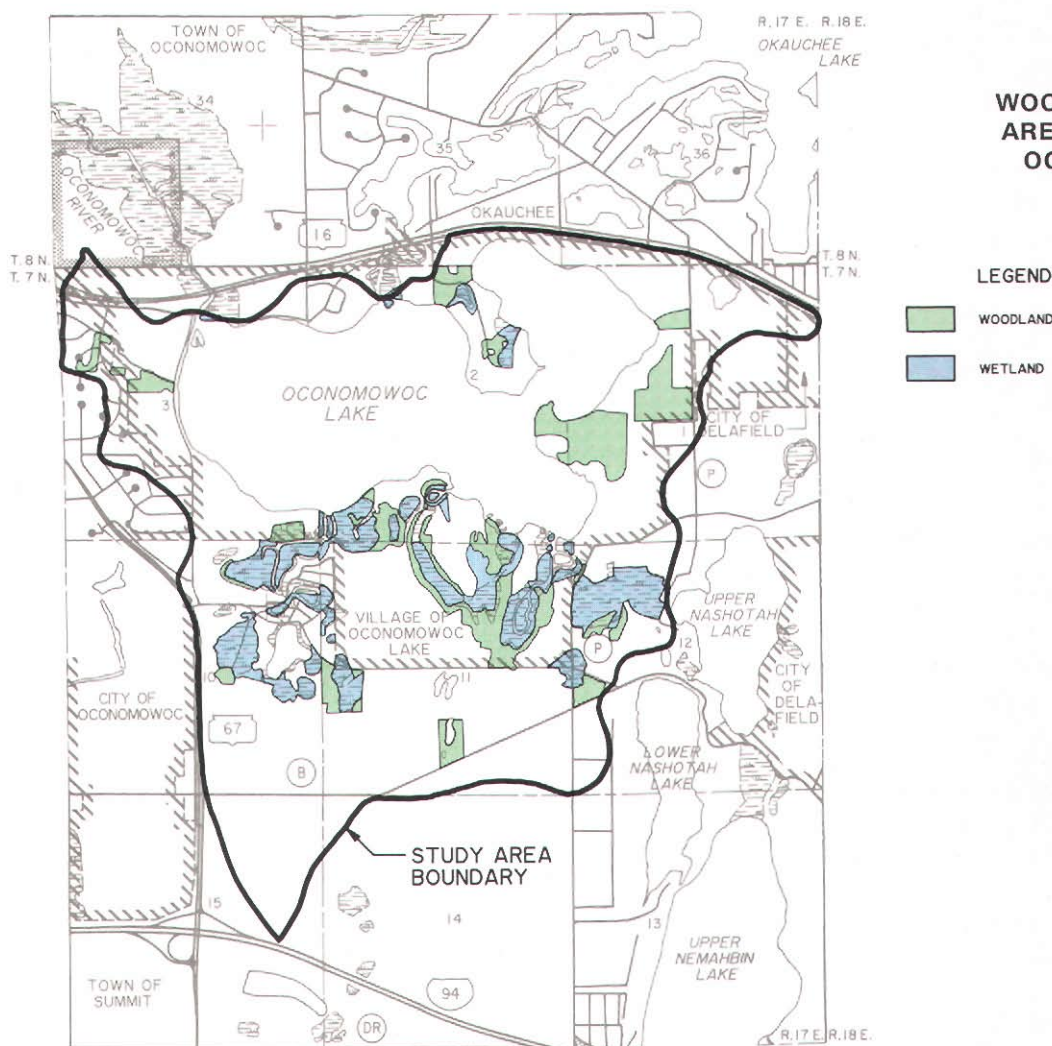 TOWN OF
OCONOMOWOC
R. 17 E. R. 18 E.
OKAUCHEE
LAKE
34
35
36
OCONOMOWOC
RIVER
16
OKAUCHEE
T. 8 N.
T. 7 N.
T. 8 N.
T. 7 N.
2
3
OCONOMOWOC
LAKE
CITY OF
DELAFIELD
1
P
VILLAGE OF
OCONOMOWOC
LAKE
P
UPPER
NASHOTAH
LAKE
12
10
11
CITY OF
OCONOMOWOC
67
B
CITY
OF
DELA-
FIELD
LOWER
NASHOTAH
LAKE
STUDY AREA
BOUNDARY
15
14
13
TOWN OF
SUMMIT
94
DR
UPPER
NEMAHBIN
LAKE
R. 17 E. R. 18 E.
WOO
ARE
OC
LEGEND
WOODLAND
WETLAND